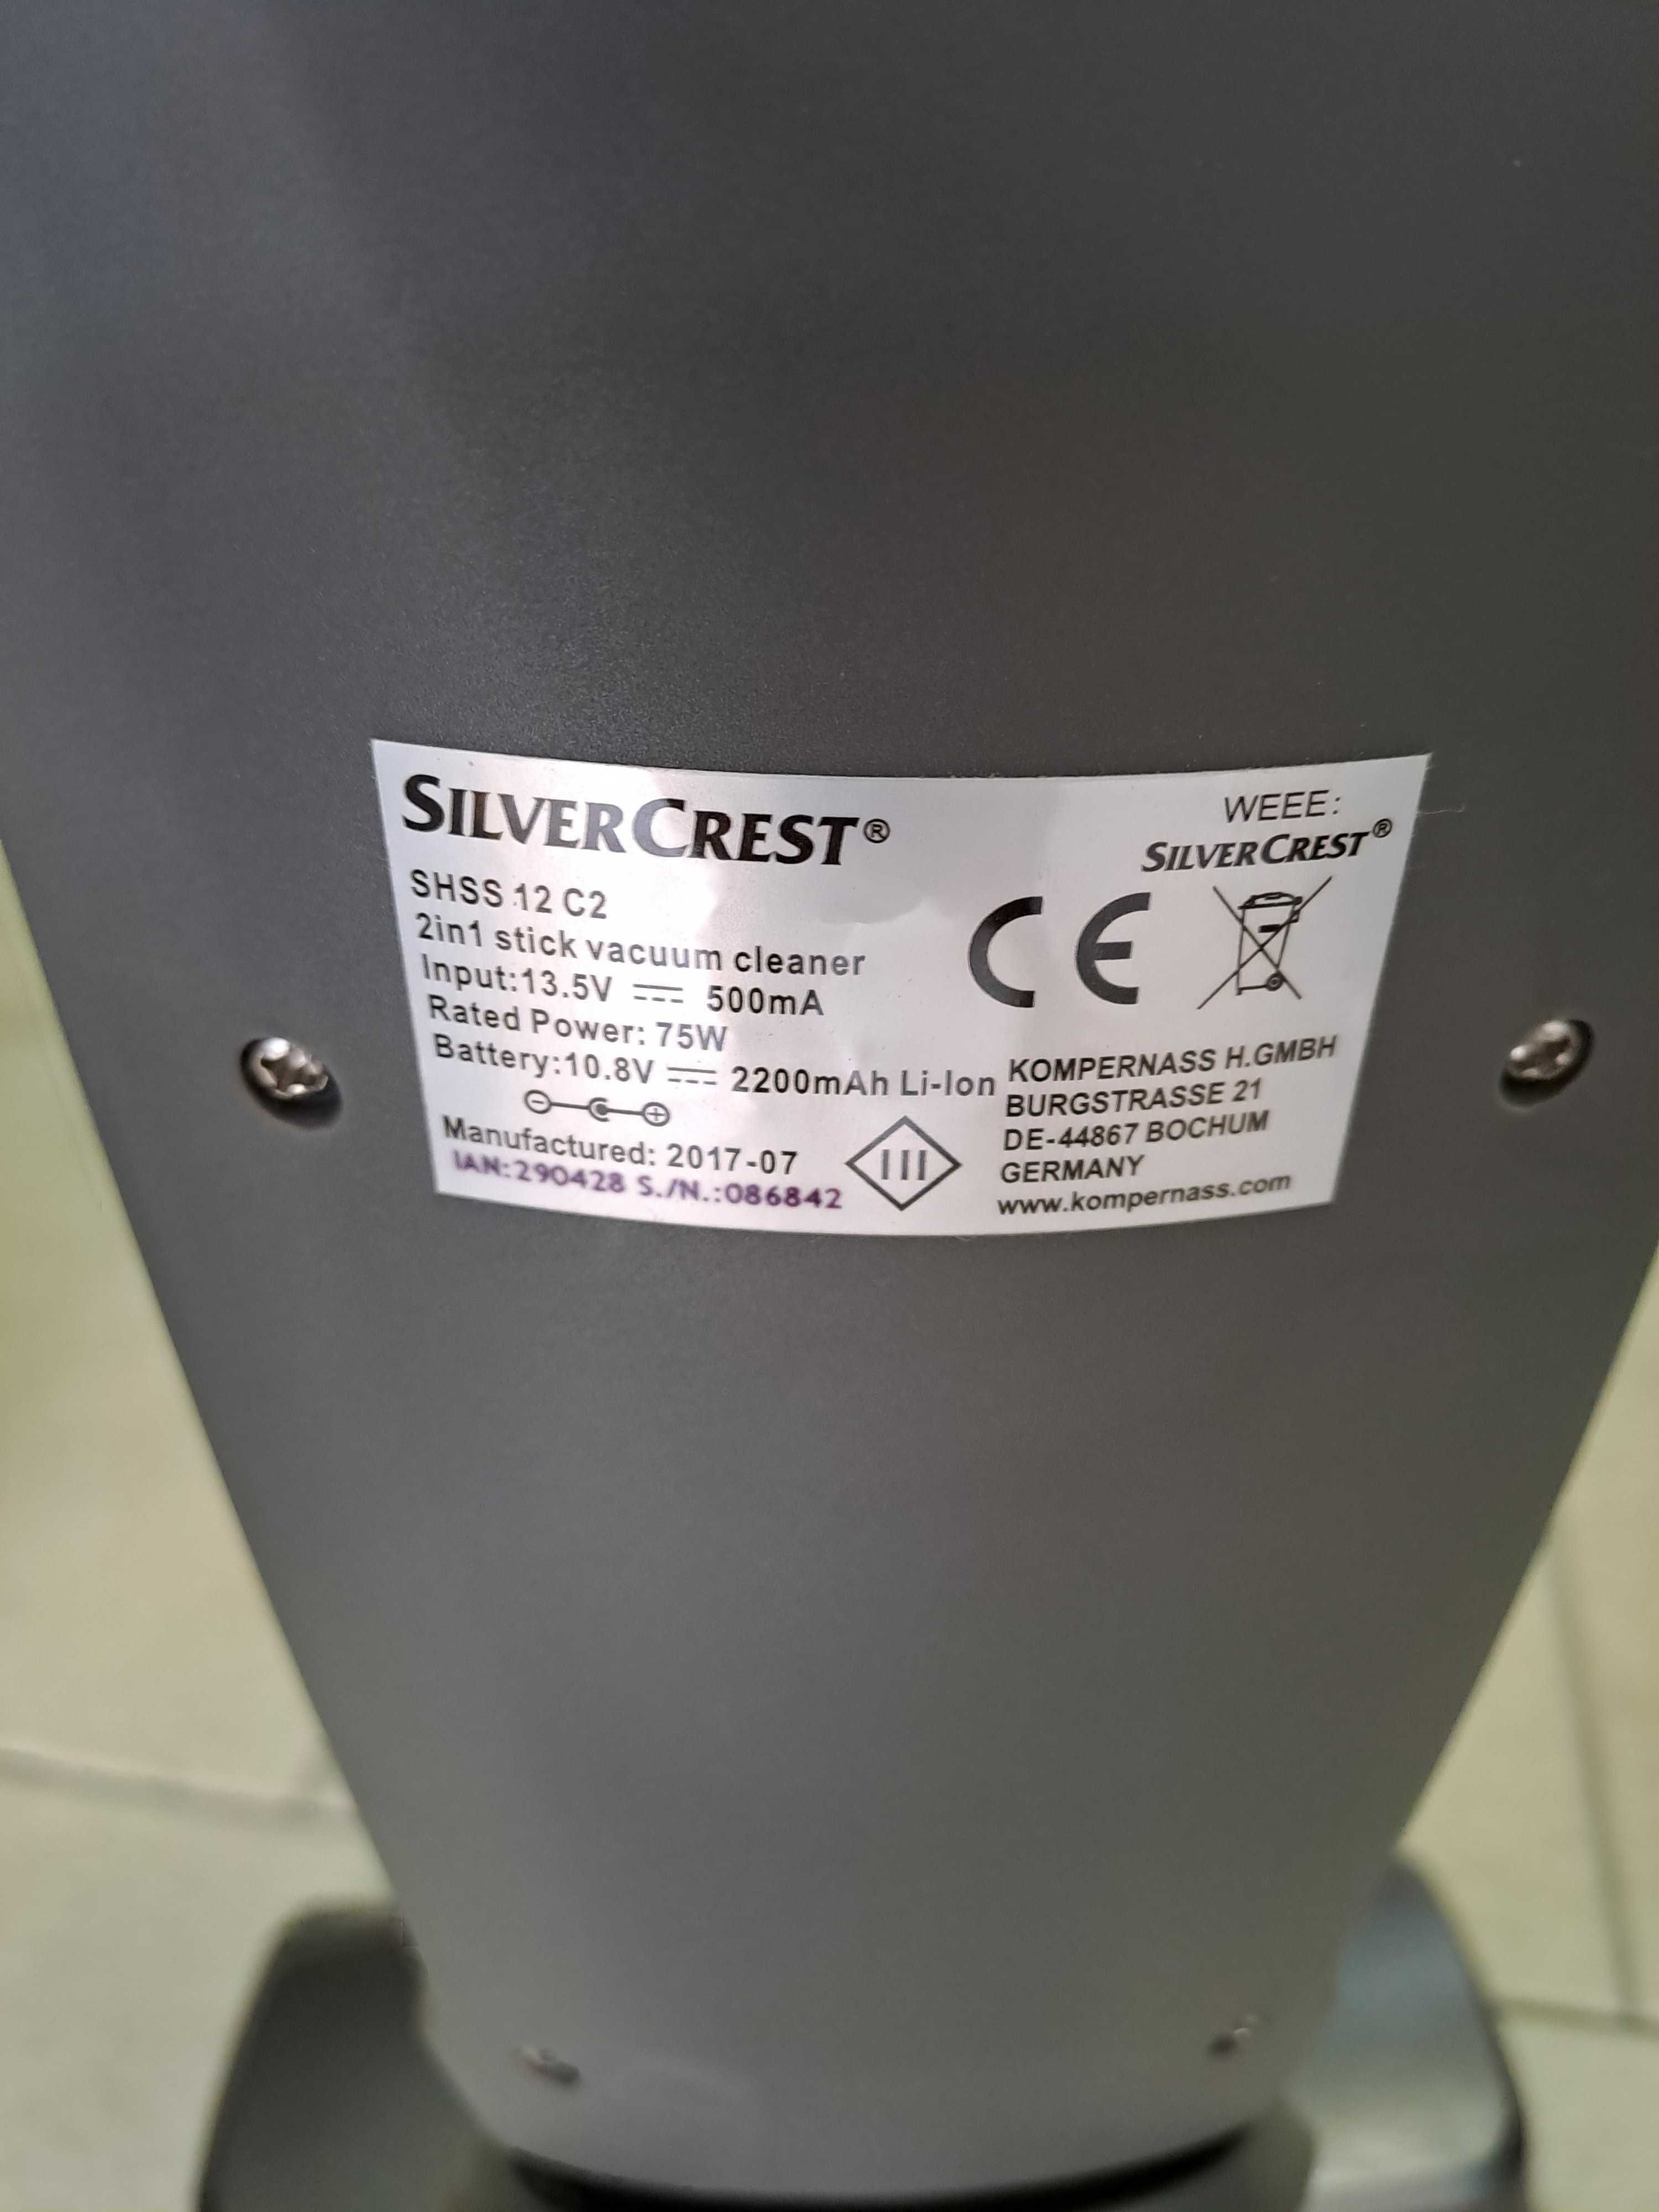 SILVERCREST®
SHSS 12 C2
2in1 stick vacuum cleaner
Input:13.5V 500mA
Rated Power: 75W
Battery:10.8V 2200mAh Li-Ion
Manufactured: 2017-07
IAN:290428 S./N.:086842
WEEE:
SILVERCREST®
CE
KOMPERNASS H.GMBH
BURGSTRASSE 21
DE-44867 BOCHUM
GERMANY
www.kompernass.com
III